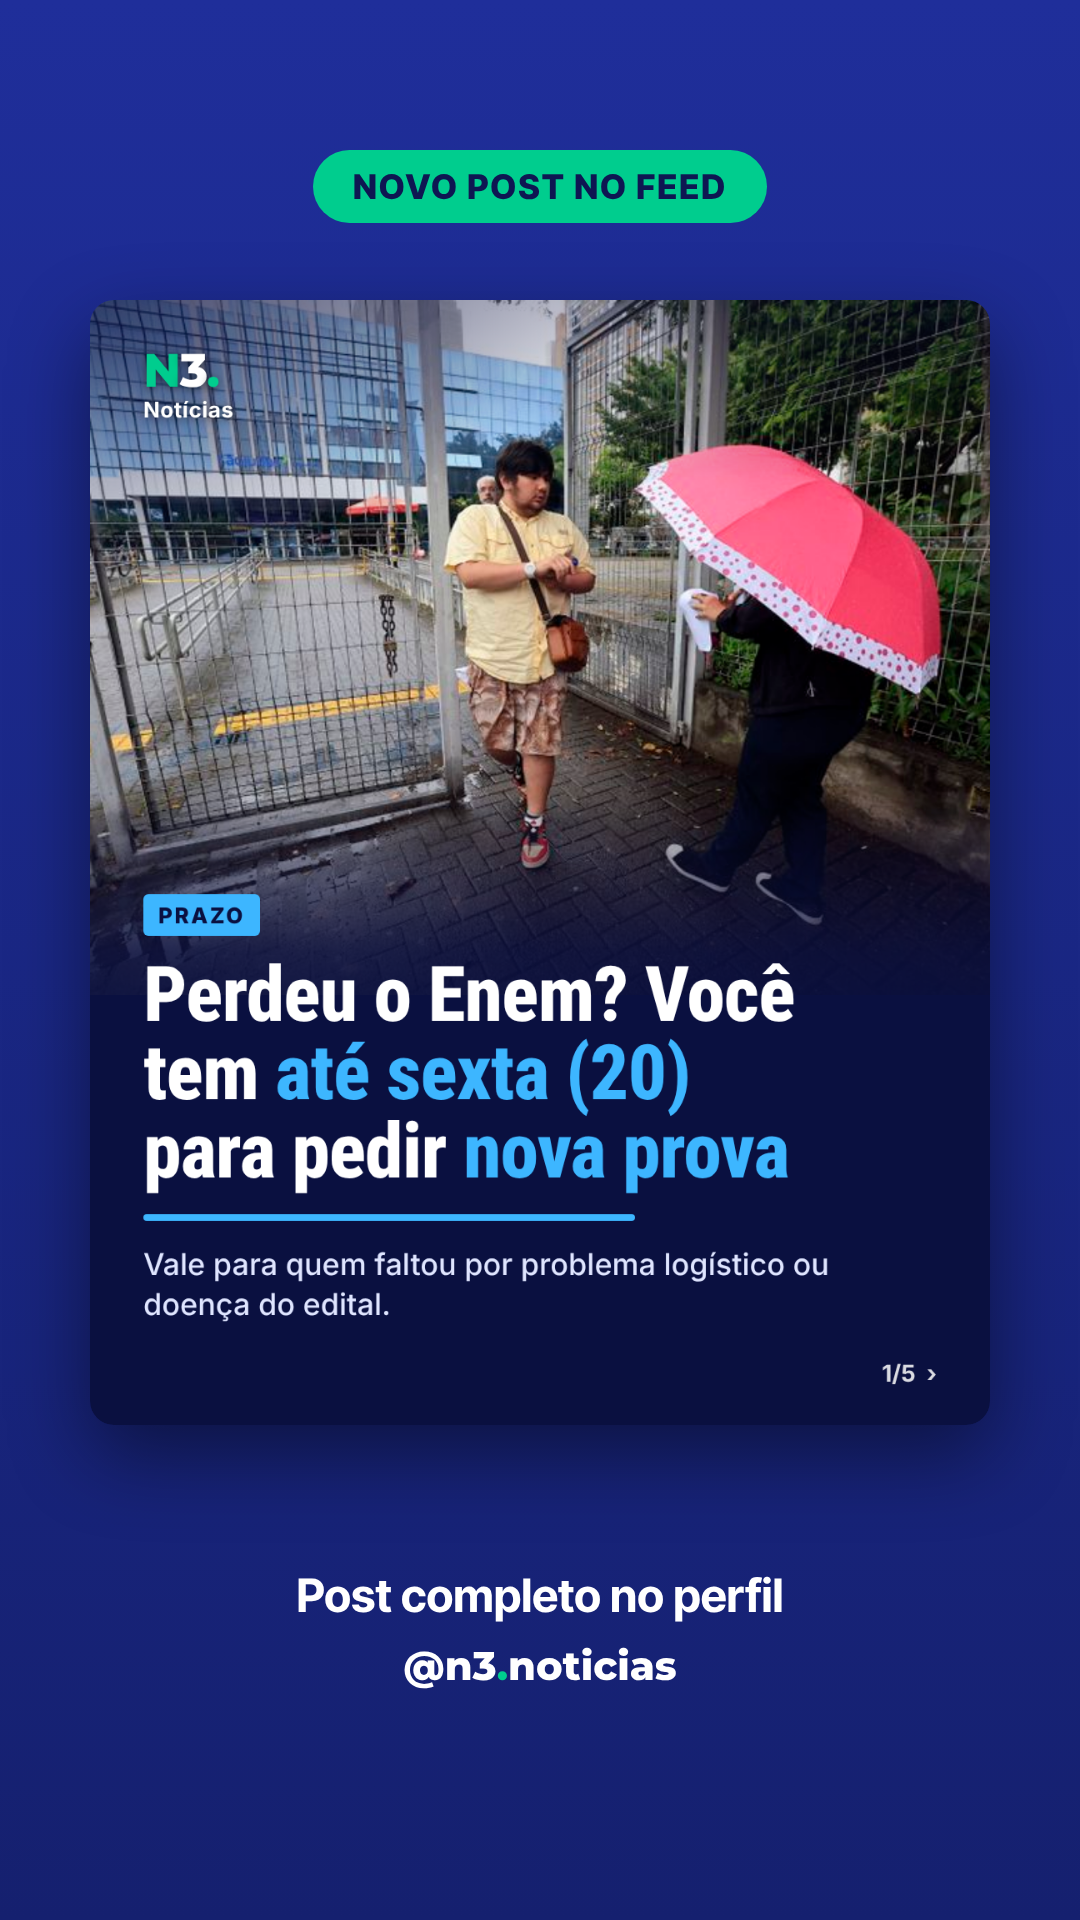 NOVO POST NO FEED
N3.
Notícias
PRAZO
Perdeu o Enem? Você
tem até sexta (20)
para pedir nova prova
Vale para quem faltou por problema logístico ou
doença do edital.
1/5 ›
Post completo no perfil
@n3.noticias